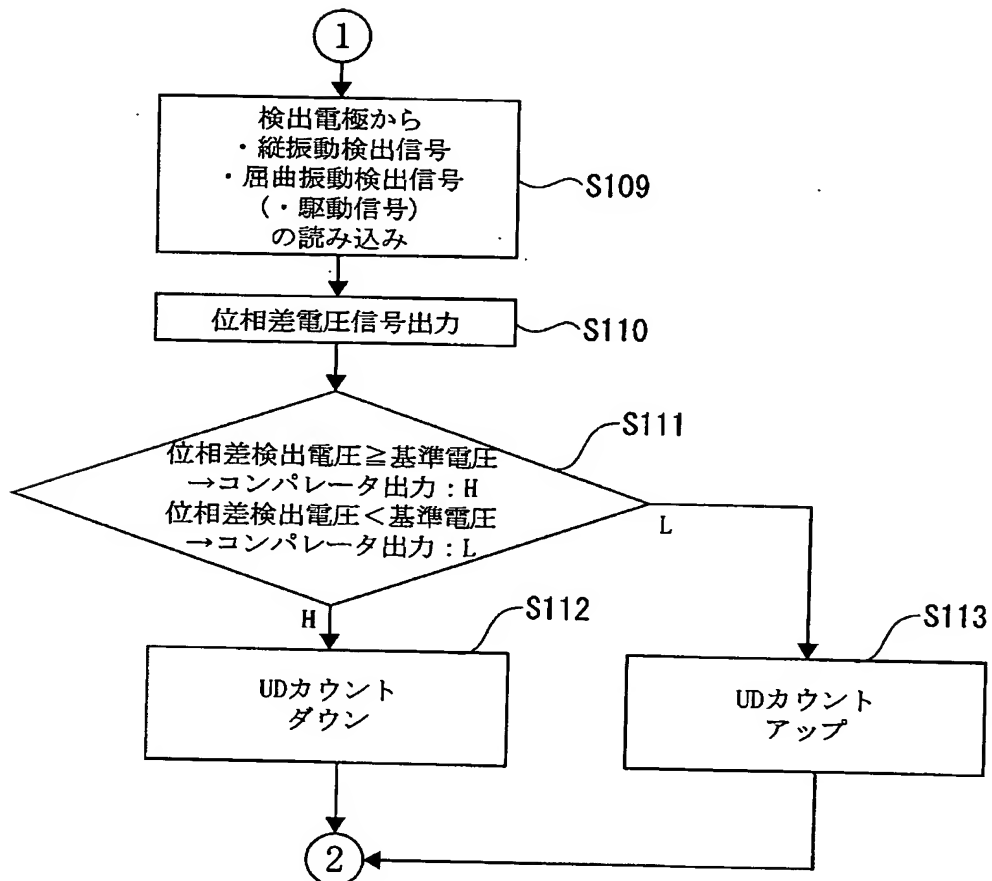 1
検出電極から
・縦振動検出信号
・屈曲振動検出信号
(・駆動信号)
の読み込み
S109
位相差電圧信号出力
S110
S111
位相差検出電圧≧基準電圧
→コンパレータ出力:H
位相差検出電圧<基準電圧
→コンパレータ出力:L
L
H
S112
S113
UDカウント
ダウン
UDカウント
アップ
2